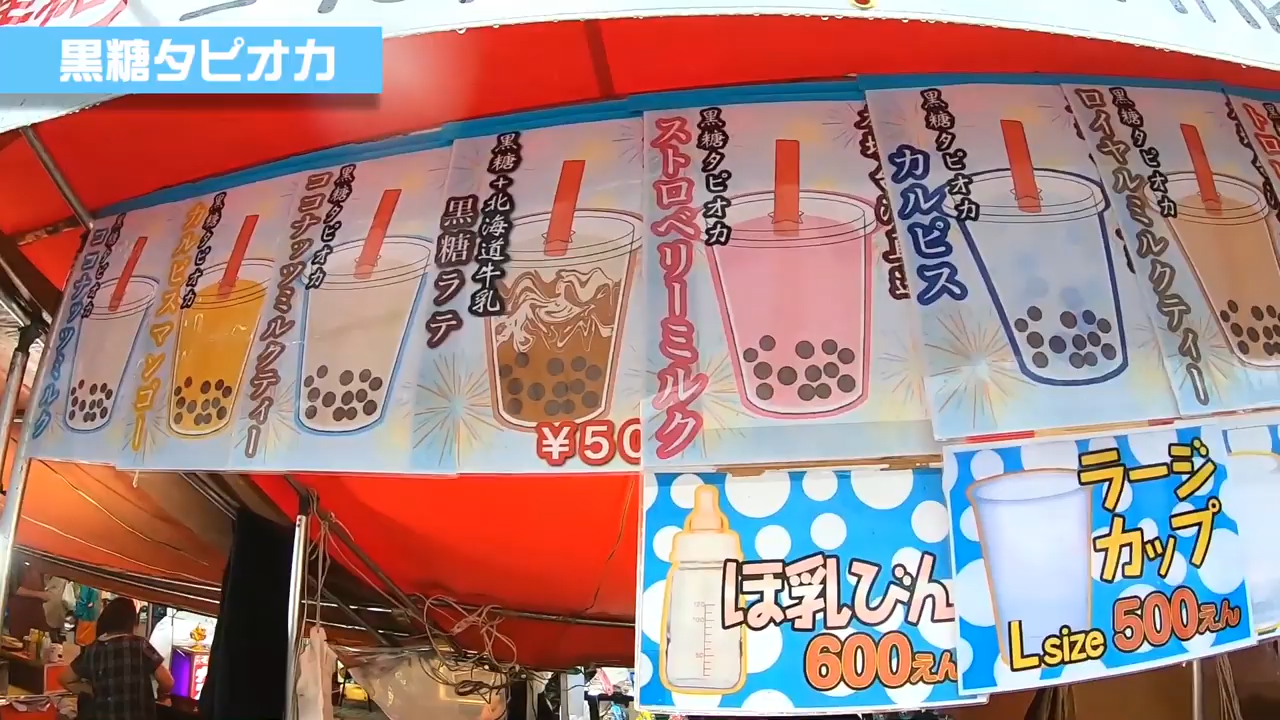 黒糖タピオカ
黒糖タピオカ
ココナッツミルク
黒糖タピオカ
カルピスマンゴー
黒糖タピオカ
ココナッツミルクティー
黒糖+北海道牛乳
黒糖ラテ
¥50
黒糖タピオカ
ストロベリーミルク
黒糖タピオカ
カルピス
黒糖タピオカ
ロイヤルミルクティー
トロ
ほ乳びん
600えん
ラージ
カップ
L size 500えん